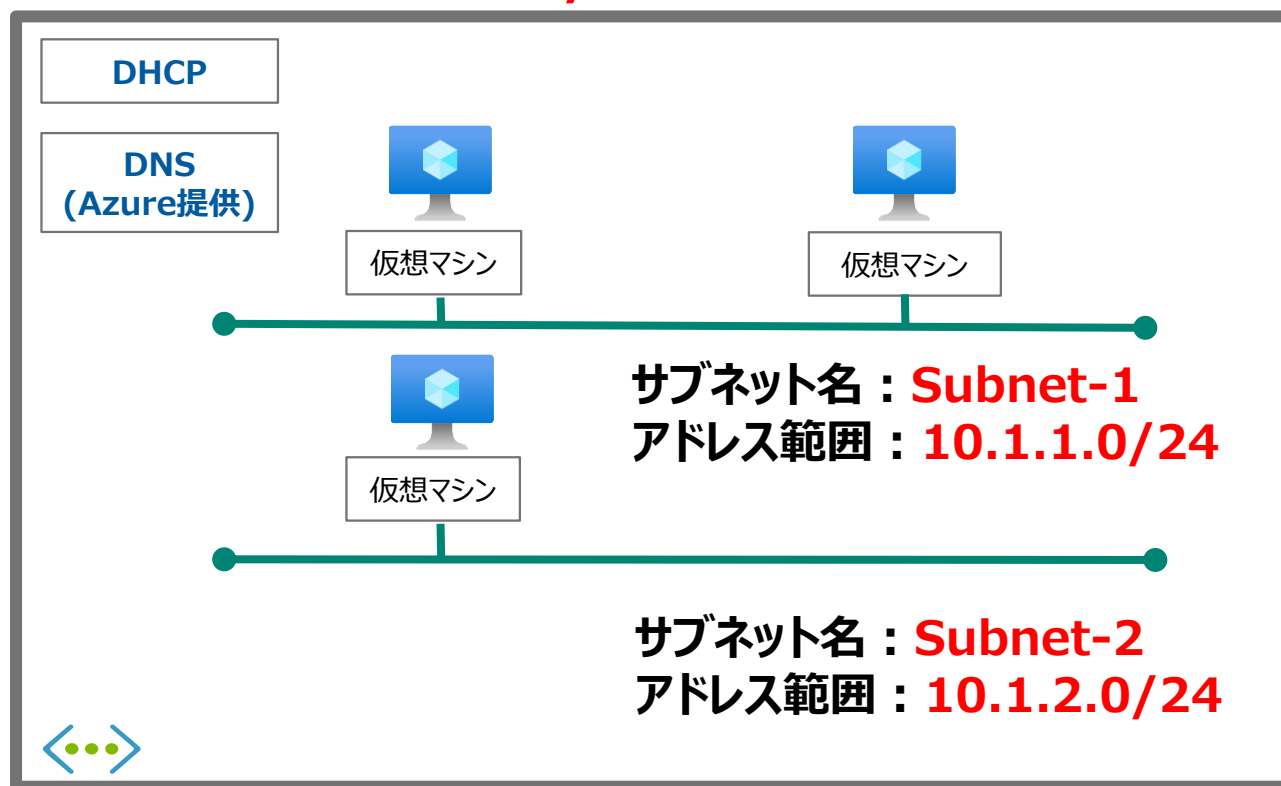 DHCP
DNS
(Azure提供)
仮想マシン
仮想マシン
サブネット名：Subnet-1
アドレス範囲：10.1.1.0/24
仮想マシン
サブネット名：Subnet-2
アドレス範囲：10.1.2.0/24